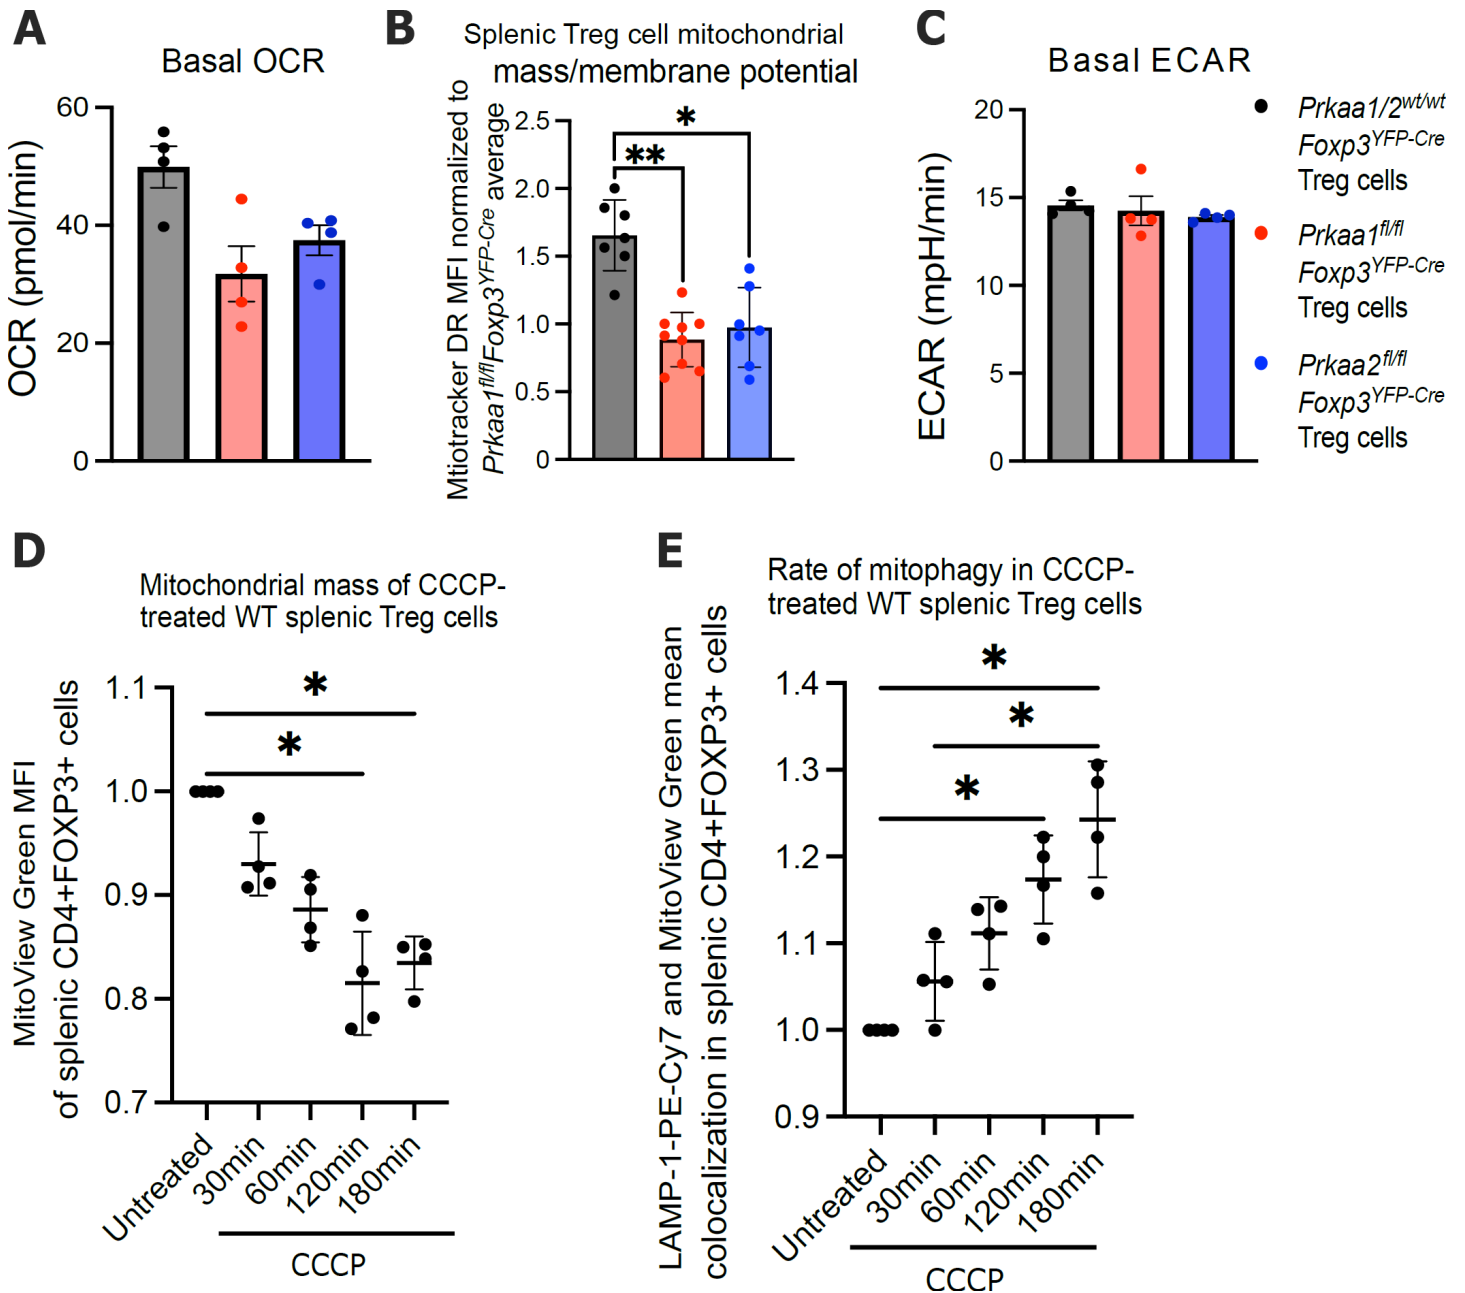 A
Basal OCR
OCR (pmol/min)
60
40
20
0
B
Splenic Treg cell mitochondrial
mass/membrane potential
Mtiotracker DR MFI normalized to
Prkaa1fl/flFoxp3YFP-Cre average
2.5
2.0
1.5
1.0
0.5
0
*
**
C
Basal ECAR
ECAR (mpH/min)
20
15
10
5
0
Prkaa1/2wt/wt
Foxp3YFP-Cre
Treg cells
Prkaa1fl/fl
Foxp3YFP-Cre
Treg cells
Prkaa2fl/fl
Foxp3YFP-Cre
Treg cells
D
Mitochondrial mass of CCCP-
treated WT splenic Treg cells
MitoView Green MFI
of splenic CD4+FOXP3+ cells
1.1
1.0
0.9
0.8
0.7
*
*
Untreated
30min
60min
120min
180min
CCCP
E
Rate of mitophagy in CCCP-
treated WT splenic Treg cells
LAMP-1-PE-Cy7 and MitoView Green mean
colocalization in splenic CD4+FOXP3+ cells
1.4
1.3
1.2
1.1
1.0
0.9
*
*
*
Untreated
30min
60min
120min
180min
CCCP